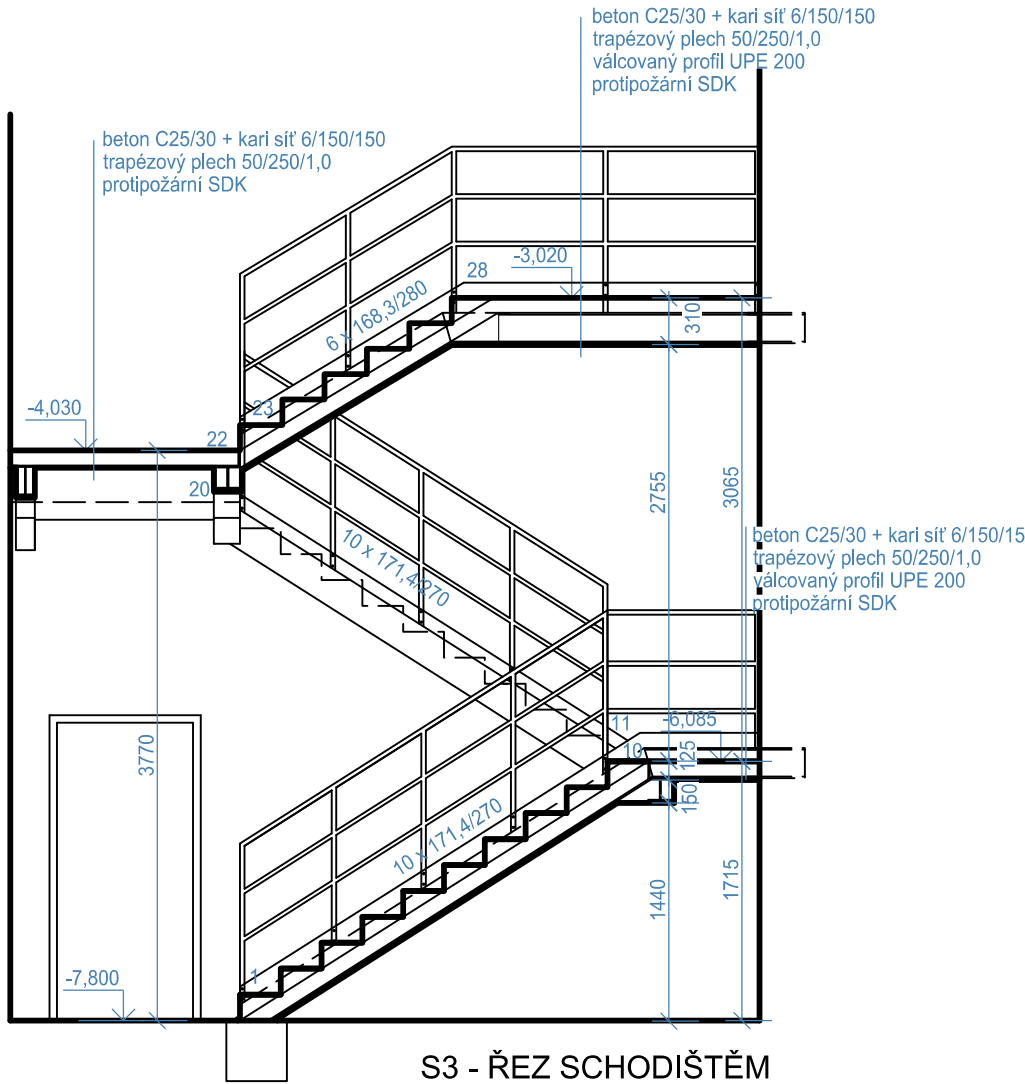 beton C25/30 + kari síť 6/150/150
trapézový plech 50/250/1,0
válcovaný profil UPE 200
protipožární SDK
beton C25/30 + kari síť 6/150/150
trapézový plech 50/250/1,0
protipožární SDK
28
-3,020
310
6 x 168,3/280
-4,030
23
22
20
2755
3065
10 x 171,4/270
beton C25/30 + kari síť 6/150/15
trapézový plech 50/250/1,0
válcovaný profil UPE 200
protipožární SDK
11
-6,085
10
125
150
3770
10 x 171,4/270
1440
1715
-7,800
1
S3 - ŘEZ SCHODIŠTĚM